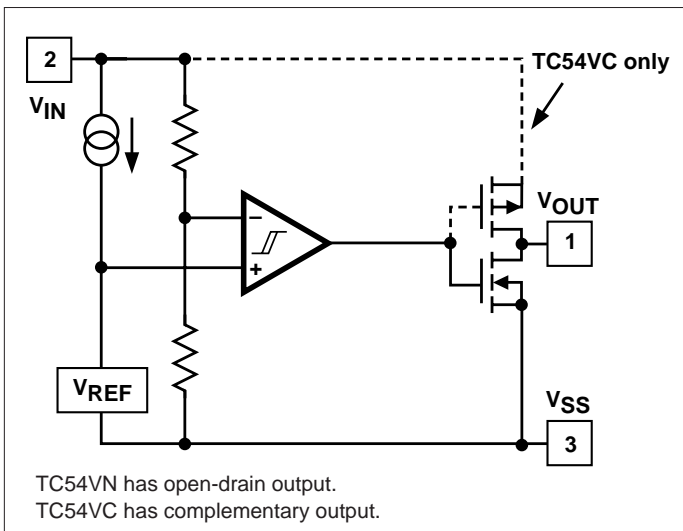 2
VIN
TC54VC only
VOUT
1
–
+
VREF
VSS
3
TC54VN has open-drain output.
TC54VC has complementary output.